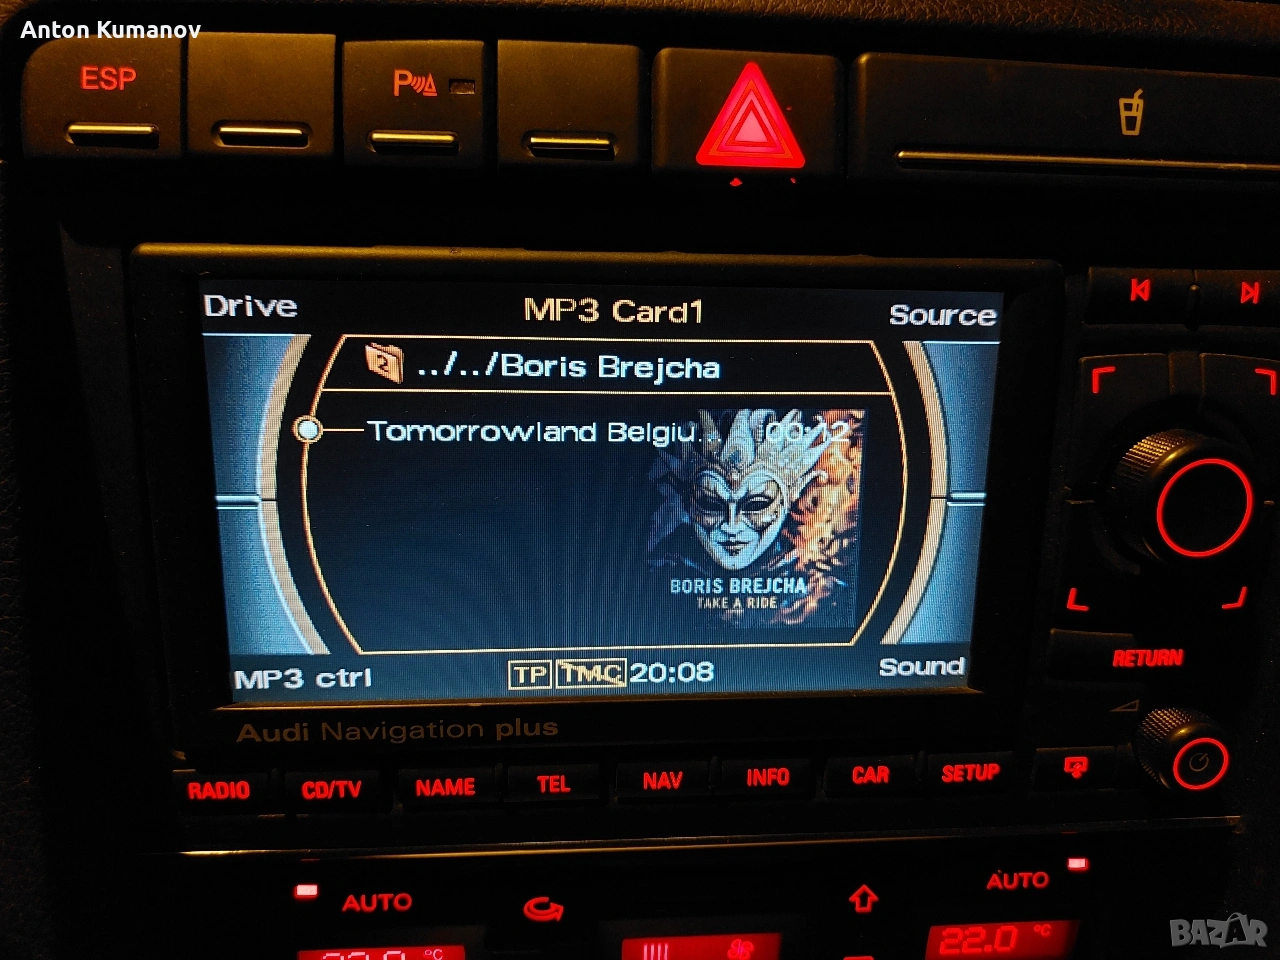 Anton Kumanov
ESP
P
Drive
MP3 Card1
Source
2
../../Boris Brejcha
Tomorrowland Belgiu...
00:12
BORIS BREJCHA
TAKE A RIDE
MP3 ctrl
TP
TMC
20:08
Sound
RETURN
Audi Navigation plus
RADIO
CD/TV
NAME
TEL
NAV
INFO
CAR
SETUP
AUTO
AUTO
°C
22.0 °C
BAZAR